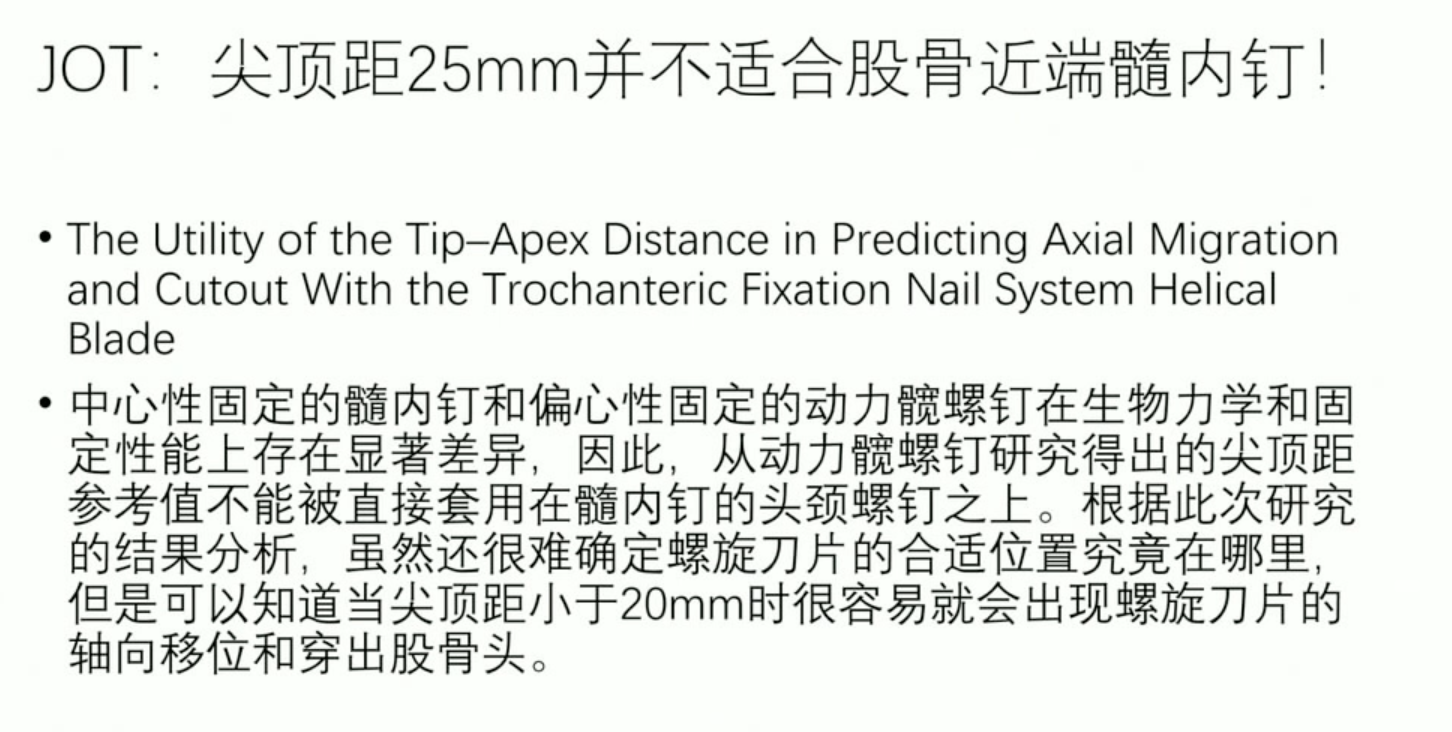 JOT：尖顶距25mm并不适合股骨近端髓内钉！
• The Utility of the Tip–Apex Distance in Predicting Axial Migration
and Cutout With the Trochanteric Fixation Nail System Helical
Blade
• 中心性固定的髓内钉和偏心性固定的动力髋螺钉在生物力学和固
定性能上存在显著差异，因此，从动力髋螺钉研究得出的尖顶距
参考值不能被直接套用在髓内钉的头颈螺钉之上。根据此次研究
的结果分析，虽然还很难确定螺旋刀片的合适位置究竟在哪里，
但是可以知道当尖顶距小于20mm时很容易就会出现螺旋刀片的
轴向移位和穿出股骨头。